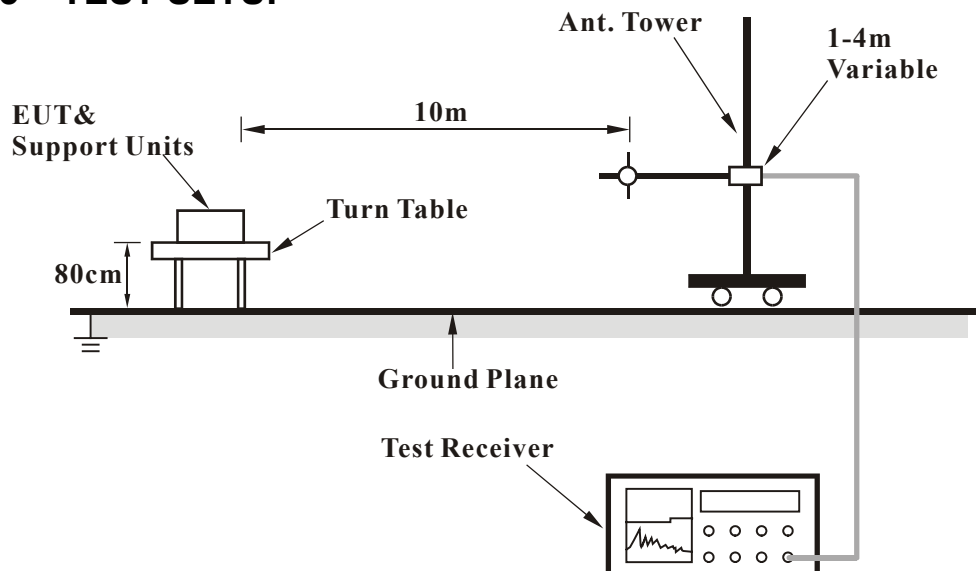 Ant. Tower
1-4m
Variable
10m
EUT&
Support Units
Turn Table
80cm
Ground Plane
Test Receiver